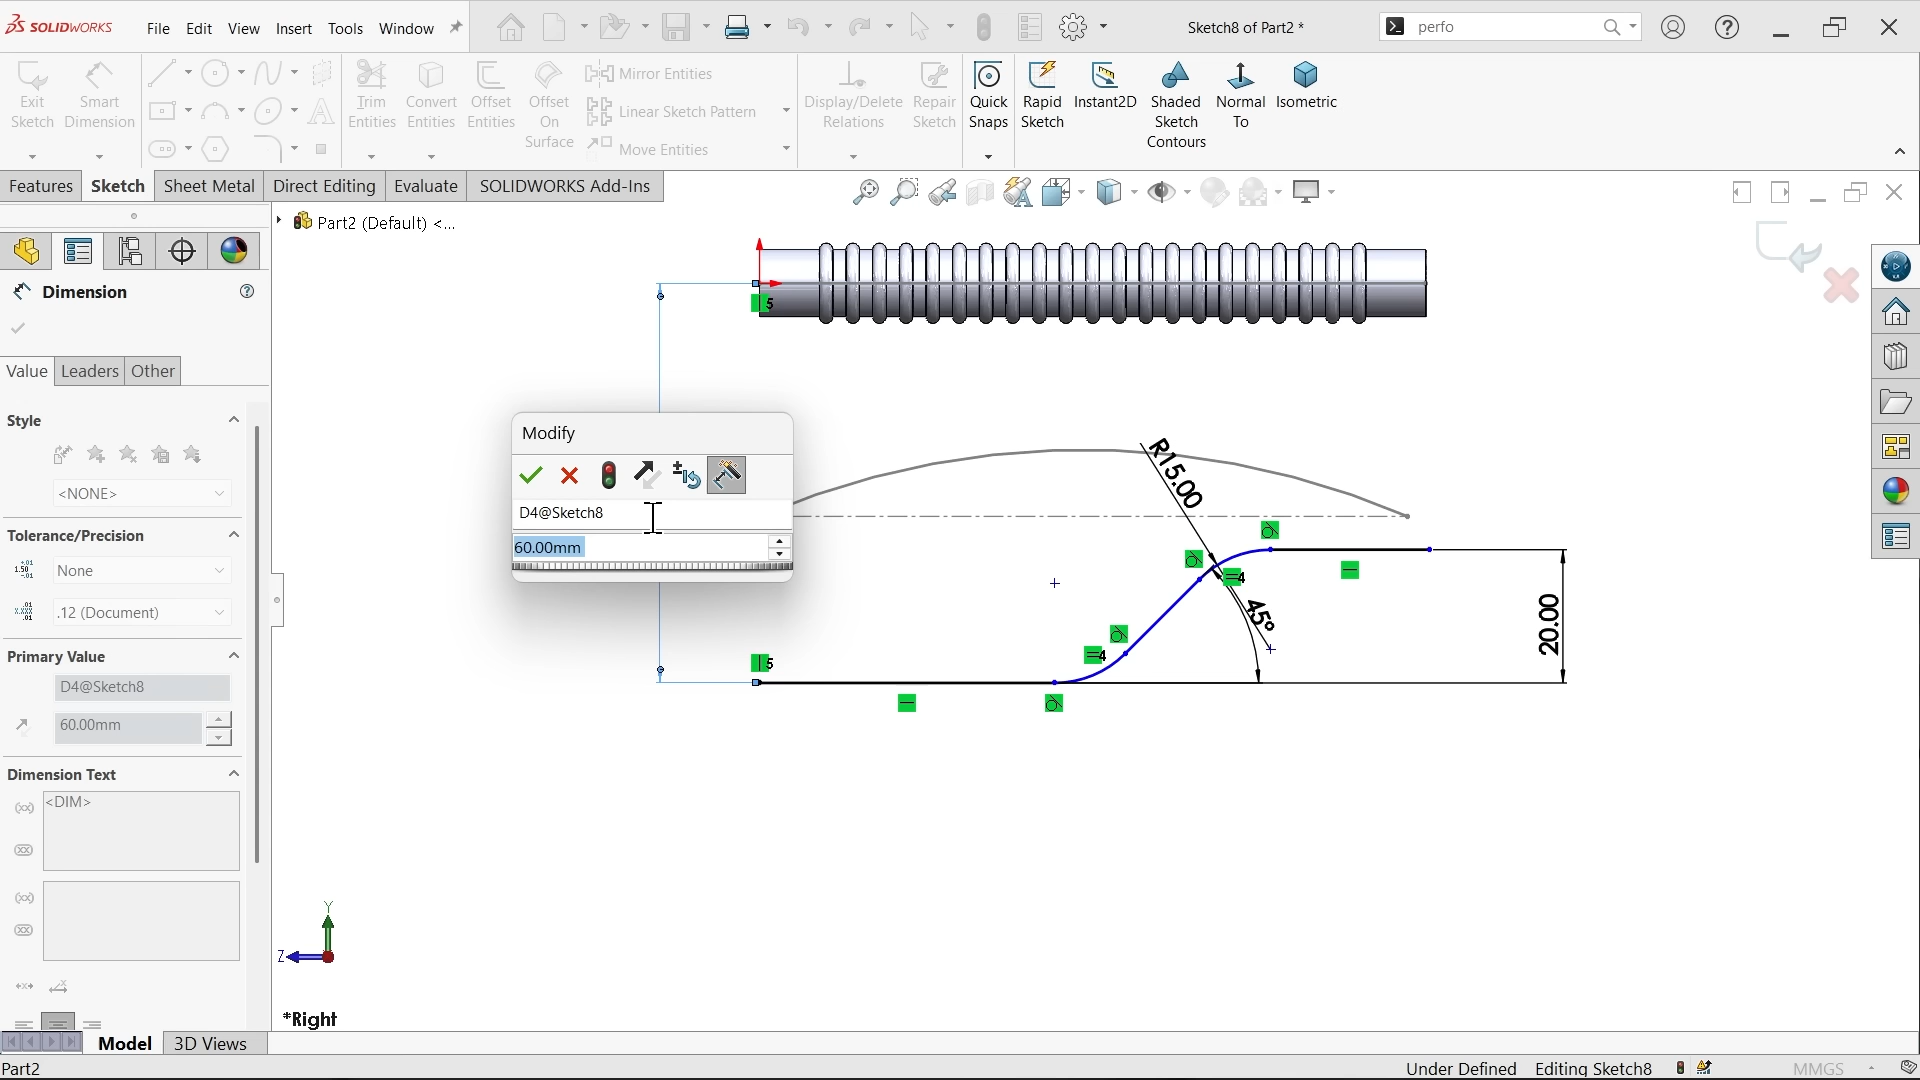 SOLIDWORKS
File Edit View Insert Tools Window
Sketch8 of Part2 *
perfo
Exit Sketch
Smart Dimension
Trim Entities
Convert Entities
Offset Entities
Offset On Surface
Mirror Entities
Linear Sketch Pattern
Move Entities
Display/Delete Relations
Repair Sketch
Quick Snaps
Rapid Sketch
Instant2D
Shaded Sketch Contours
Normal To
Isometric
Features Sketch Sheet Metal Direct Editing Evaluate SOLIDWORKS Add-Ins
Part2 (Default) <...
Dimension
Value Leaders Other
Style
<NONE>
Tolerance/Precision
None
.12 (Document)
Primary Value
D4@Sketch8
60.00mm
Dimension Text
<DIM>
Modify
D4@Sketch8
60.00mm
5
R15.00
4
45°
20.00
4
5
Y
Z
*Right
Model 3D Views
Part2
Under Defined Editing Sketch8 MMGS